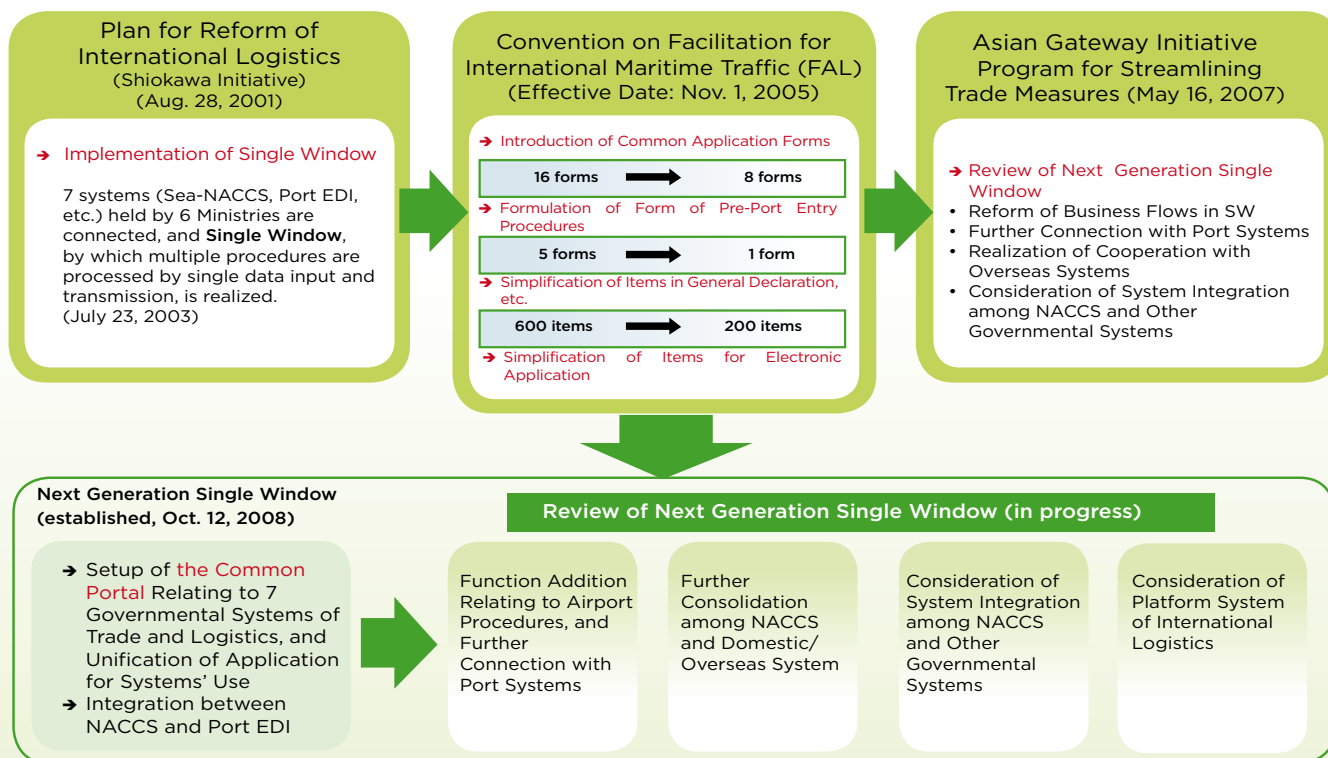 Plan for Reform of
International Logistics
(Shiokawa Initiative)
(Aug. 28, 2001)
➔ Implementation of Single Window
7 systems (Sea-NACCS, Port EDI,
etc.) held by 6 Ministries are
connected, and Single Window,
by which multiple procedures are
processed by single data input and
transmission, is realized.
(July 23, 2003)
Convention on Facilitation for
International Maritime Traffic (FAL)
(Effective Date: Nov. 1, 2005)
➔ Introduction of Common Application Forms
16 forms 8 forms
➔ Formulation of Form of Pre-Port Entry
Procedures
5 forms 1 form
➔ Simplification of Items in General Declaration,
etc.
600 items 200 items
➔ Simplification of Items for Electronic
Application
Asian Gateway Initiative
Program for Streamlining
Trade Measures (May 16, 2007)
➔ Review of Next Generation Single
Window
• Reform of Business Flows in SW
• Further Connection with Port Systems
• Realization of Cooperation with
Overseas Systems
• Consideration of System Integration
among NACCS and Other
Governmental Systems
Next Generation Single Window
(established, Oct. 12, 2008)
➔ Setup of the Common
Portal Relating to 7
Governmental Systems of
Trade and Logistics, and
Unification of Application
for Systems' Use
➔ Integration between
NACCS and Port EDI
Review of Next Generation Single Window (in progress)
Function Addition
Relating to Airport
Procedures, and
Further
Connection with
Port Systems
Further
Consolidation
among NACCS
and Domestic/
Overseas System
Consideration of
System Integration
among NACCS
and Other
Governmental
Systems
Consideration of
Platform System
of International
Logistics